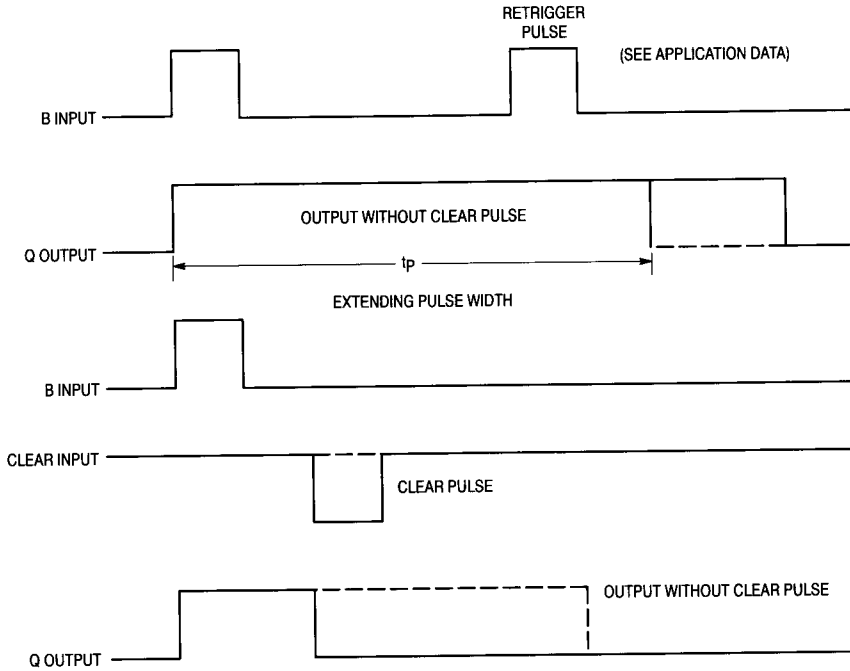 RETRIGGER
PULSE
(SEE APPLICATION DATA)
B INPUT
OUTPUT WITHOUT CLEAR PULSE
Q OUTPUT
tP
EXTENDING PULSE WIDTH
B INPUT
CLEAR INPUT
CLEAR PULSE
OUTPUT WITHOUT CLEAR PULSE
Q OUTPUT